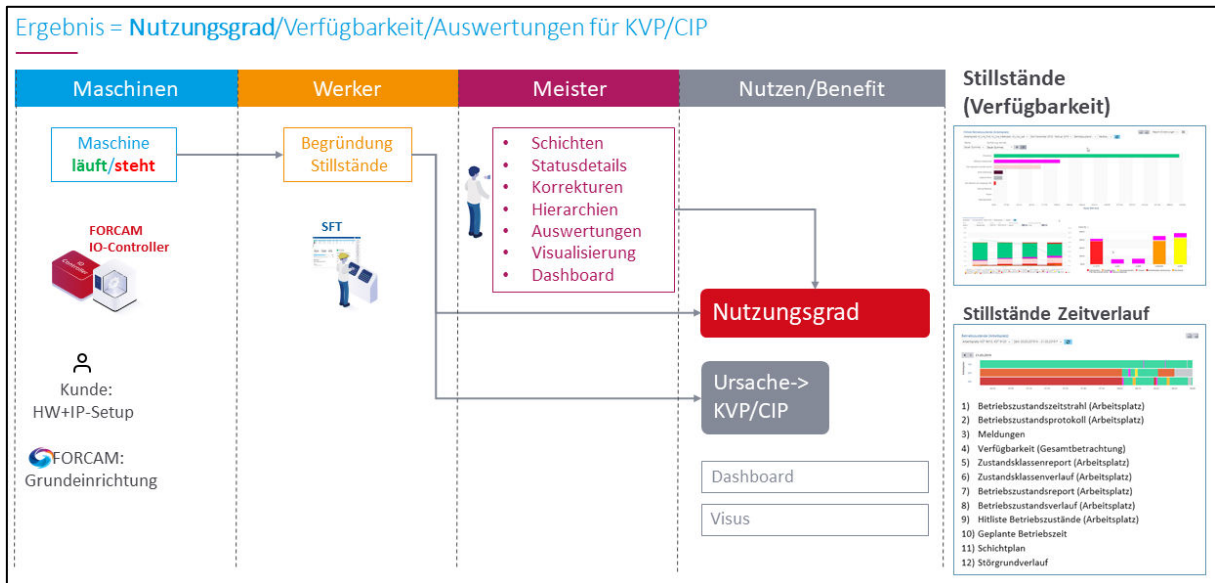 Ergebnis = Nutzungsgrad/Verfügbarkeit/Auswertungen für KVP/CIP
Maschinen
Werker
Meister
Nutzen/Benefit
Maschine
läuft/steht
FORCAM
IO-Controller
IO
Controller
Kunde:
HW+IP-Setup
FORCAM:
Grundeinrichtung
Begründung
Stillstände
SFT
• Schichten
• Statusdetails
• Korrekturen
• Hierarchien
• Auswertungen
• Visualisierung
• Dashboard
Nutzungsgrad
Ursache->
KVP/CIP
Dashboard
Visus
Stillstände
(Verfügbarkeit)
Stillstände Zeitverlauf
1) Betriebszustandszeitstrahl (Arbeitsplatz)
2) Betriebszustandsprotokoll (Arbeitsplatz)
3) Meldungen
4) Verfügbarkeit (Gesamtbetrachtung)
5) Zustandsklassenreport (Arbeitsplatz)
6) Zustandsklassenverlauf (Arbeitsplatz)
7) Betriebszustandsreport (Arbeitsplatz)
8) Betriebszustandsverlauf (Arbeitsplatz)
9) Hitliste Betriebszustände (Arbeitsplatz)
10) Geplante Betriebszeit
11) Schichtplan
12) Störgrundverlauf